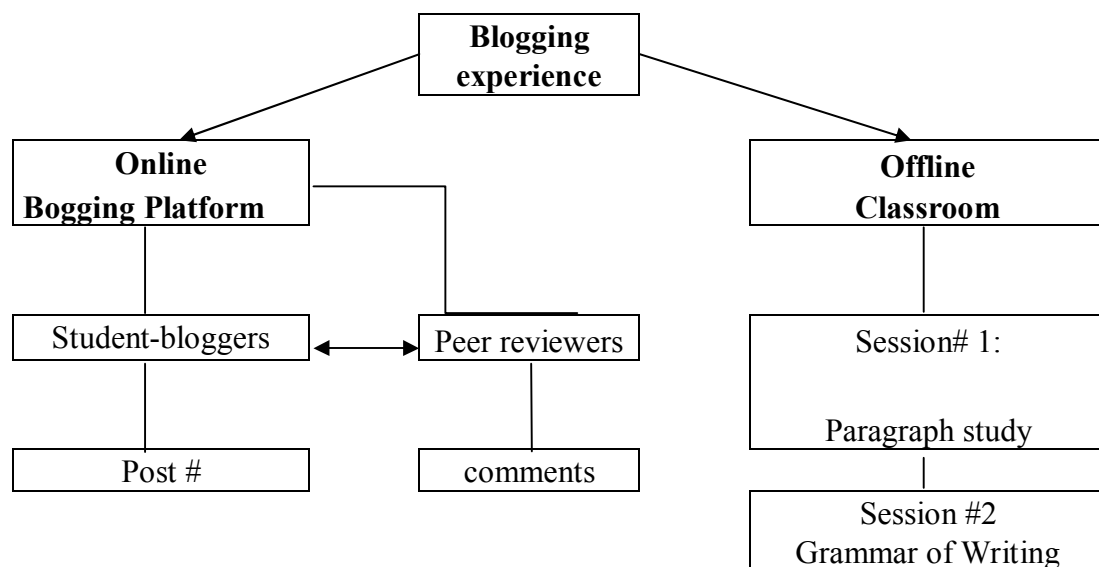 Blogging
experience
Online
Bogging Platform
Offline
Classroom
Student-bloggers
Peer reviewers
Session# 1:
Paragraph study
Post #
comments
Session #2
Grammar of Writing